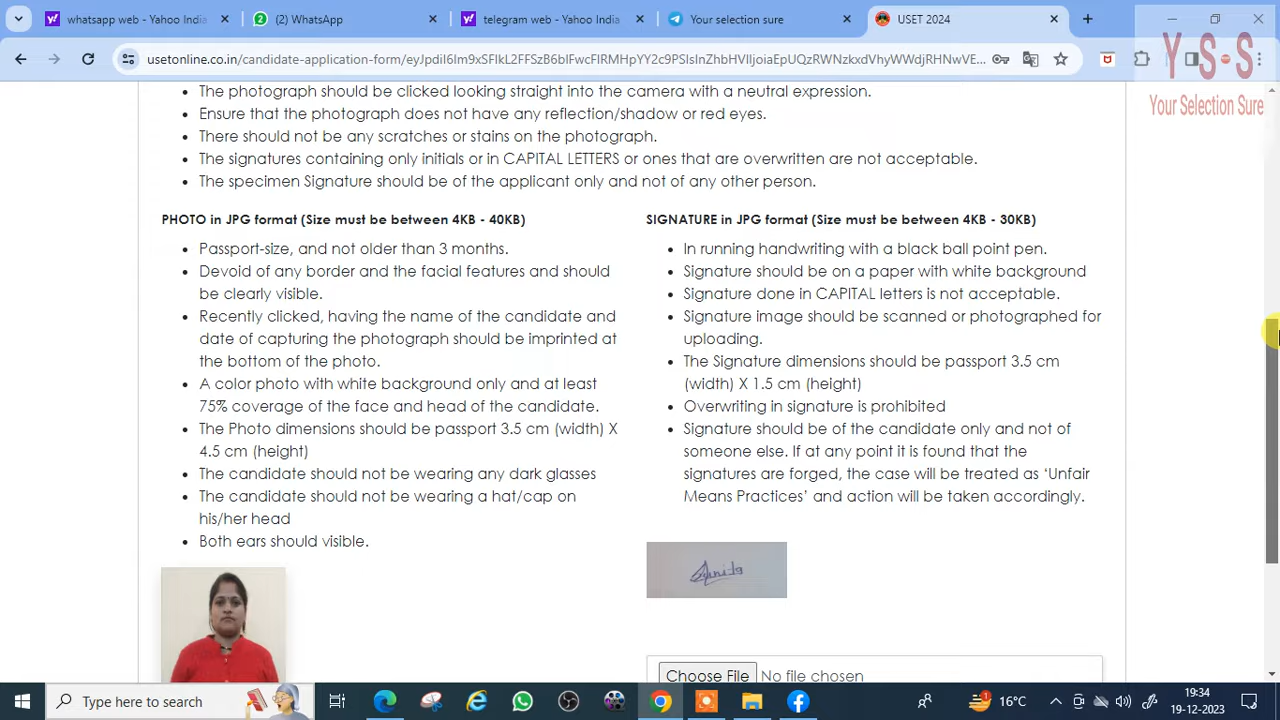 whatsapp web - Yahoo India
(2) WhatsApp
telegram web - Yahoo India
Your selection sure
USET 2024
Y S S
Your Selection Sure
The photograph should be clicked looking straight into the camera with a neutral expression.
Ensure that the photograph does not have any reflection/shadow or red eyes.
There should not be any scratches or stains on the photograph.
The signatures containing only initials or in CAPITAL LETTERS or ones that are overwritten are not acceptable.
The specimen Signature should be of the applicant only and not of any other person.
PHOTO in JPG format (Size must be between 4KB - 40KB)
Passport-size, and not older than 3 months.
Devoid of any border and the facial features and should
be clearly visible.
Recently clicked, having the name of the candidate and
date of capturing the photograph should be imprinted at
the bottom of the photo.
A color photo with white background only and at least
75% coverage of the face and head of the candidate.
The Photo dimensions should be passport 3.5 cm (width) X
4.5 cm (height)
The candidate should not be wearing any dark glasses
The candidate should not be wearing a hat/cap on
his/her head
Both ears should visible.
SIGNATURE in JPG format (Size must be between 4KB - 30KB)
In running handwriting with a black ball point pen.
Signature should be on a paper with white background
Signature done in CAPITAL letters is not acceptable.
Signature image should be scanned or photographed for
uploading.
The Signature dimensions should be passport 3.5 cm
(width) X 1.5 cm (height)
Overwriting in signature is prohibited
Signature should be of the candidate only and not of
someone else. If at any point it is found that the
signatures are forged, the case will be treated as ‘Unfair
Means Practices’ and action will be taken accordingly.
Choose File No file chosen
Type here to search
16°C
19:34
19-12-2023